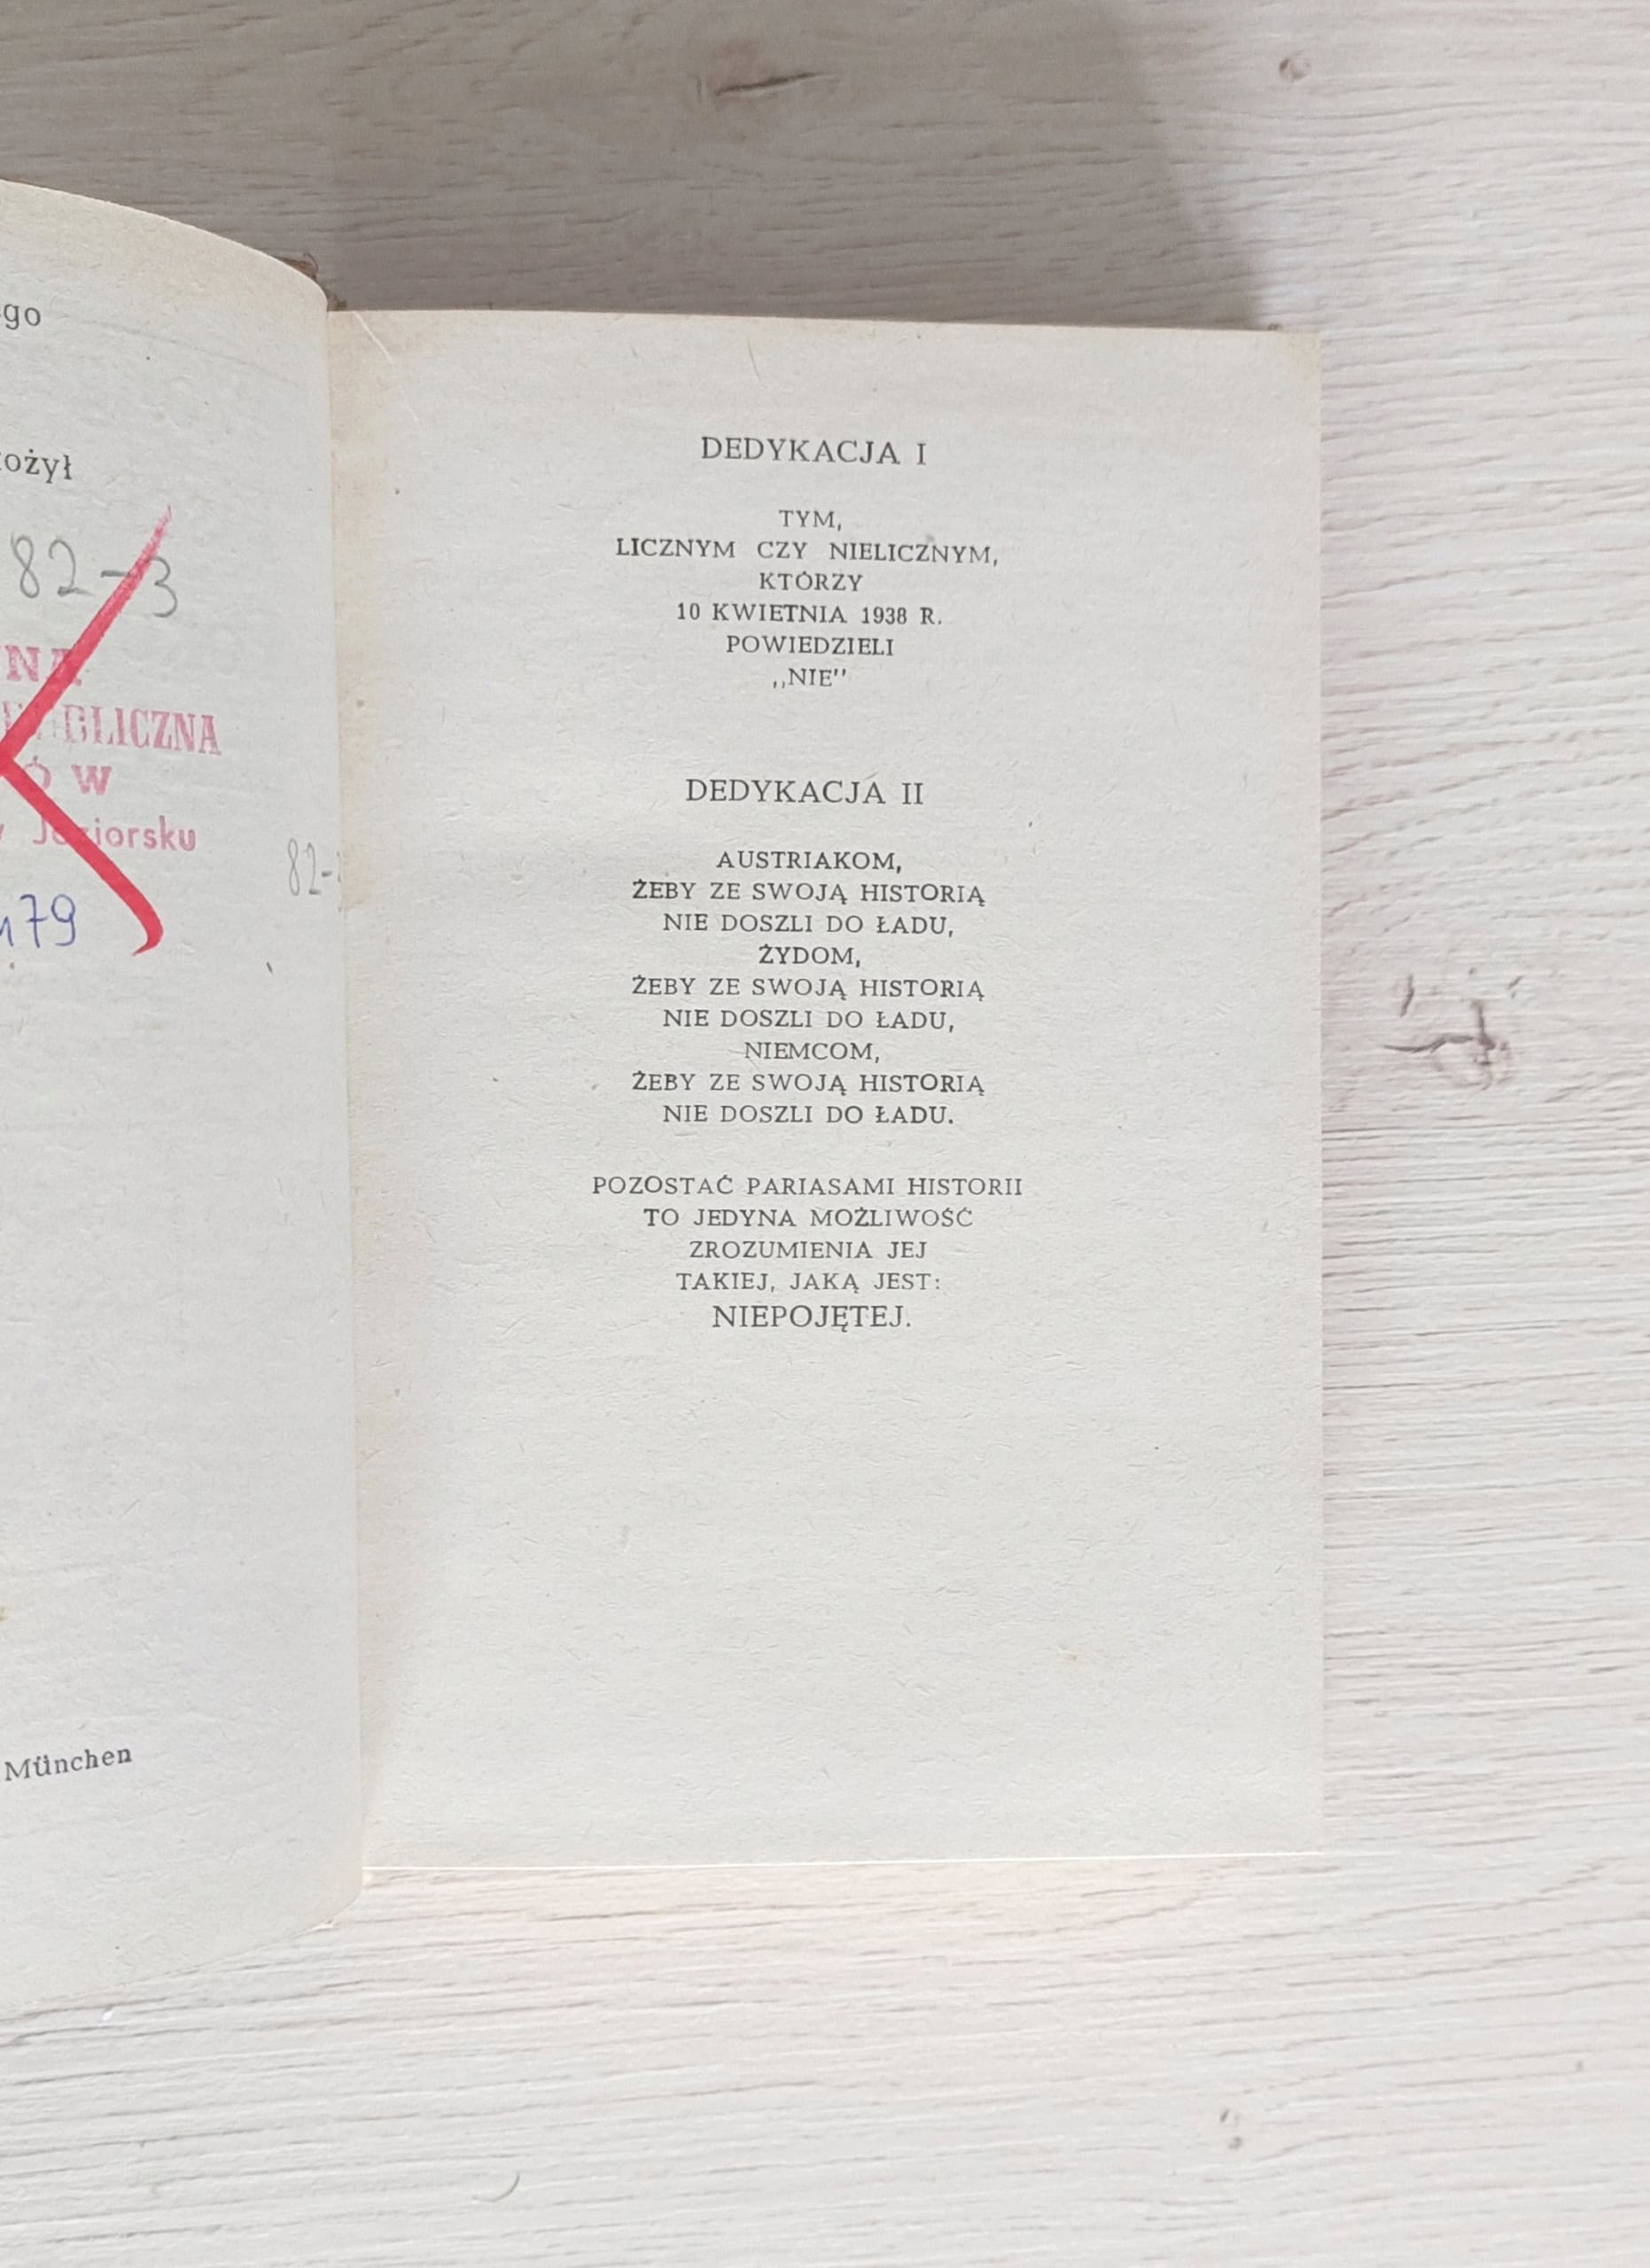 ożył
82-3
BLICZNA
ÓW
Jeziorsku
179
82-
München
DEDYKACJA I
TYM,
LICZNYM CZY NIELICZNYM,
KTÓRZY
10 KWIETNIA 1938 R.
POWIEDZIELI
,,NIE''
DEDYKACJA II
AUSTRIAKOM,
ŻEBY ZE SWOJĄ HISTORIĄ
NIE DOSZLI DO ŁADU,
ŻYDOM,
ŻEBY ZE SWOJĄ HISTORIĄ
NIE DOSZLI DO ŁADU,
NIEMCOM,
ŻEBY ZE SWOJĄ HISTORIĄ
NIE DOSZLI DO ŁADU.
POZOSTAĆ PARIASAMI HISTORII
TO JEDYNA MOŻLIWOŚĆ
ZROZUMIENIA JEJ
TAKIEJ, JAKĄ JEST:
NIEPOJĘTEJ.